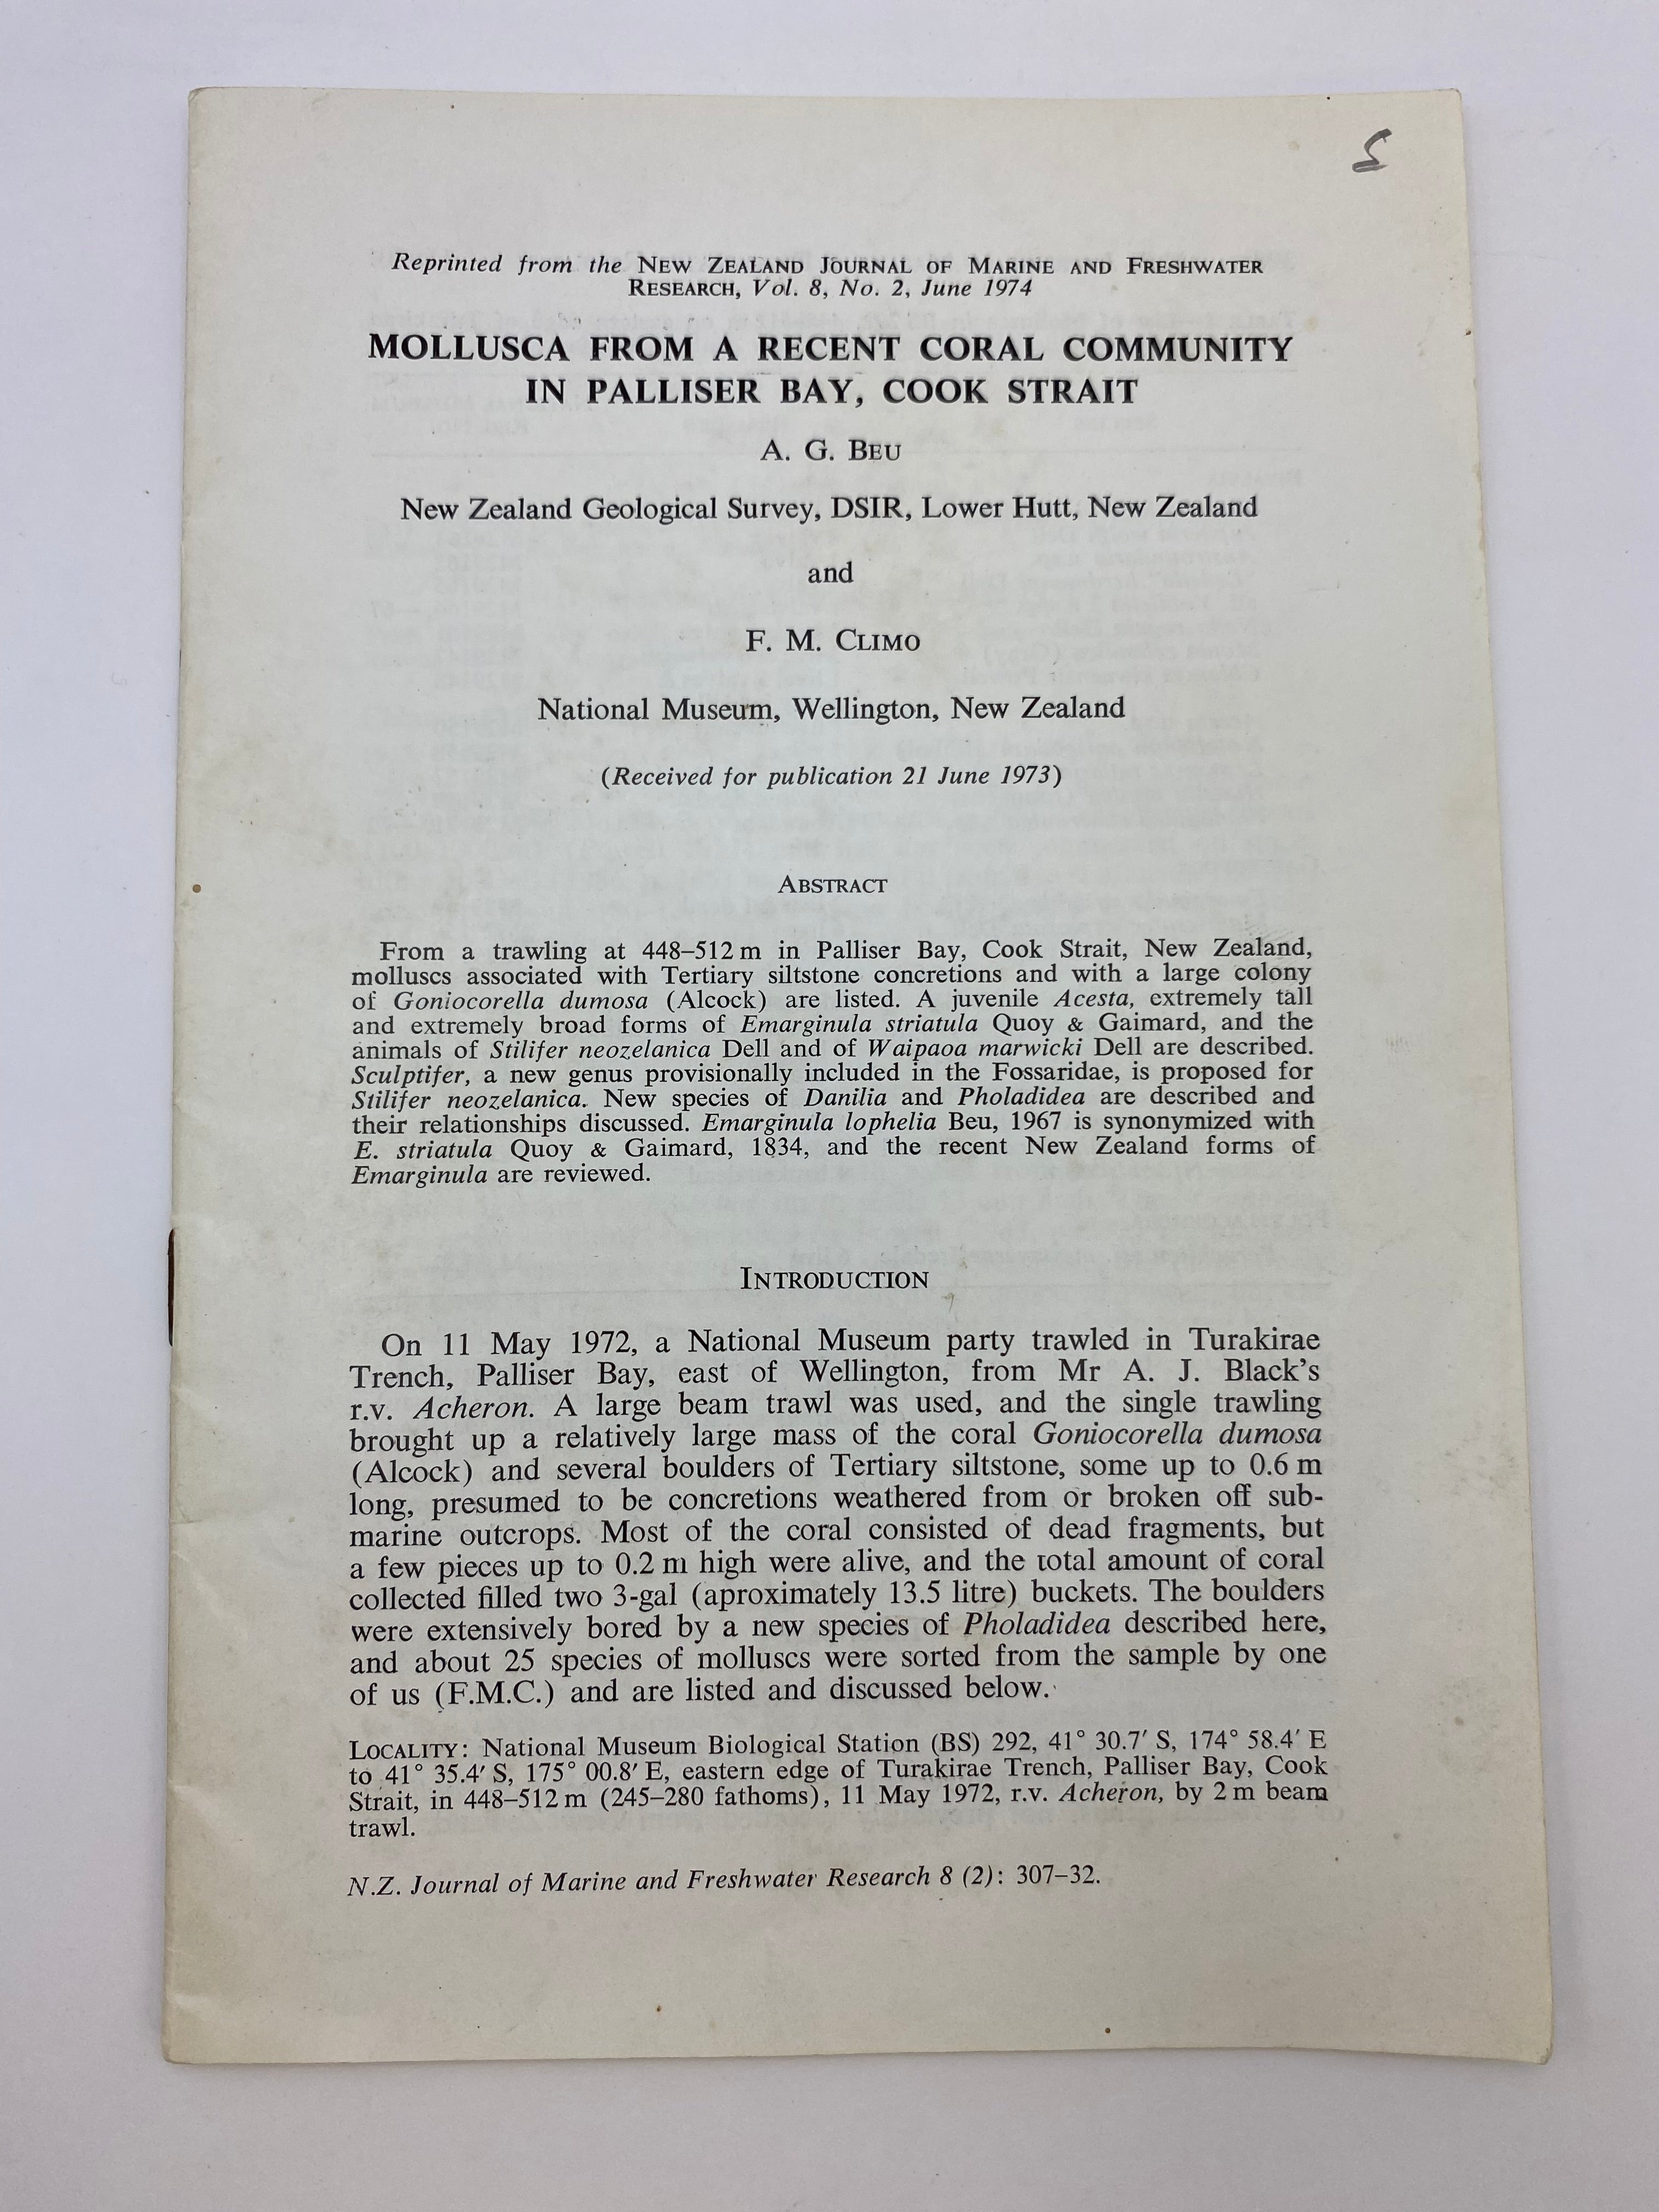 S
Reprinted from the NEW ZEALAND JOURNAL OF MARINE AND FRESHWATER
RESEARCH, Vol. 8, No. 2, June 1974
MOLLUSCA FROM A RECENT CORAL COMMUNITY
IN PALLISER BAY, COOK STRAIT
A. G. BEU
New Zealand Geological Survey, DSIR, Lower Hutt, New Zealand
and
F. M. CLIMO
National Museum, Wellington, New Zealand
(Received for publication 21 June 1973)
ABSTRACT
From a trawling at 448–512 m in Palliser Bay, Cook Strait, New Zealand,
molluscs associated with Tertiary siltstone concretions and with a large colony
of Goniocorella dumosa (Alcock) are listed. A juvenile Acesta, extremely tall
and extremely broad forms of Emarginula striatula Quoy & Gaimard, and the
animals of Stilifer neozelanica Dell and of Waipaoa marwicki Dell are described.
Sculptifer, a new genus provisionally included in the Fossaridae, is proposed for
Stilifer neozelanica. New species of Danilia and Pholadidea are described and
their relationships discussed. Emarginula lophelia Beu, 1967 is synonymized with
E. striatula Quoy & Gaimard, 1834, and the recent New Zealand forms of
Emarginula are reviewed.
INTRODUCTION
On 11 May 1972, a National Museum party trawled in Turakirae
Trench, Palliser Bay, east of Wellington, from Mr A. J. Black's
r.v. Acheron. A large beam trawl was used, and the single trawling
brought up a relatively large mass of the coral Goniocorella dumosa
(Alcock) and several boulders of Tertiary siltstone, some up to 0.6 m
long, presumed to be concretions weathered from or broken off sub-
marine outcrops. Most of the coral consisted of dead fragments, but
a few pieces up to 0.2 m high were alive, and the total amount of coral
collected filled two 3-gal (aproximately 13.5 litre) buckets. The boulders
were extensively bored by a new species of Pholadidea described here,
and about 25 species of molluscs were sorted from the sample by one
of us (F.M.C.) and are listed and discussed below.
LOCALITY: National Museum Biological Station (BS) 292, 41° 30.7′ S, 174° 58.4′ E
to 41° 35.4′ S, 175° 00.8′ E, eastern edge of Turakirae Trench, Palliser Bay, Cook
Strait, in 448–512 m (245–280 fathoms), 11 May 1972, r.v. Acheron, by 2 m beam
trawl.
N.Z. Journal of Marine and Freshwater Research 8 (2): 307–32.